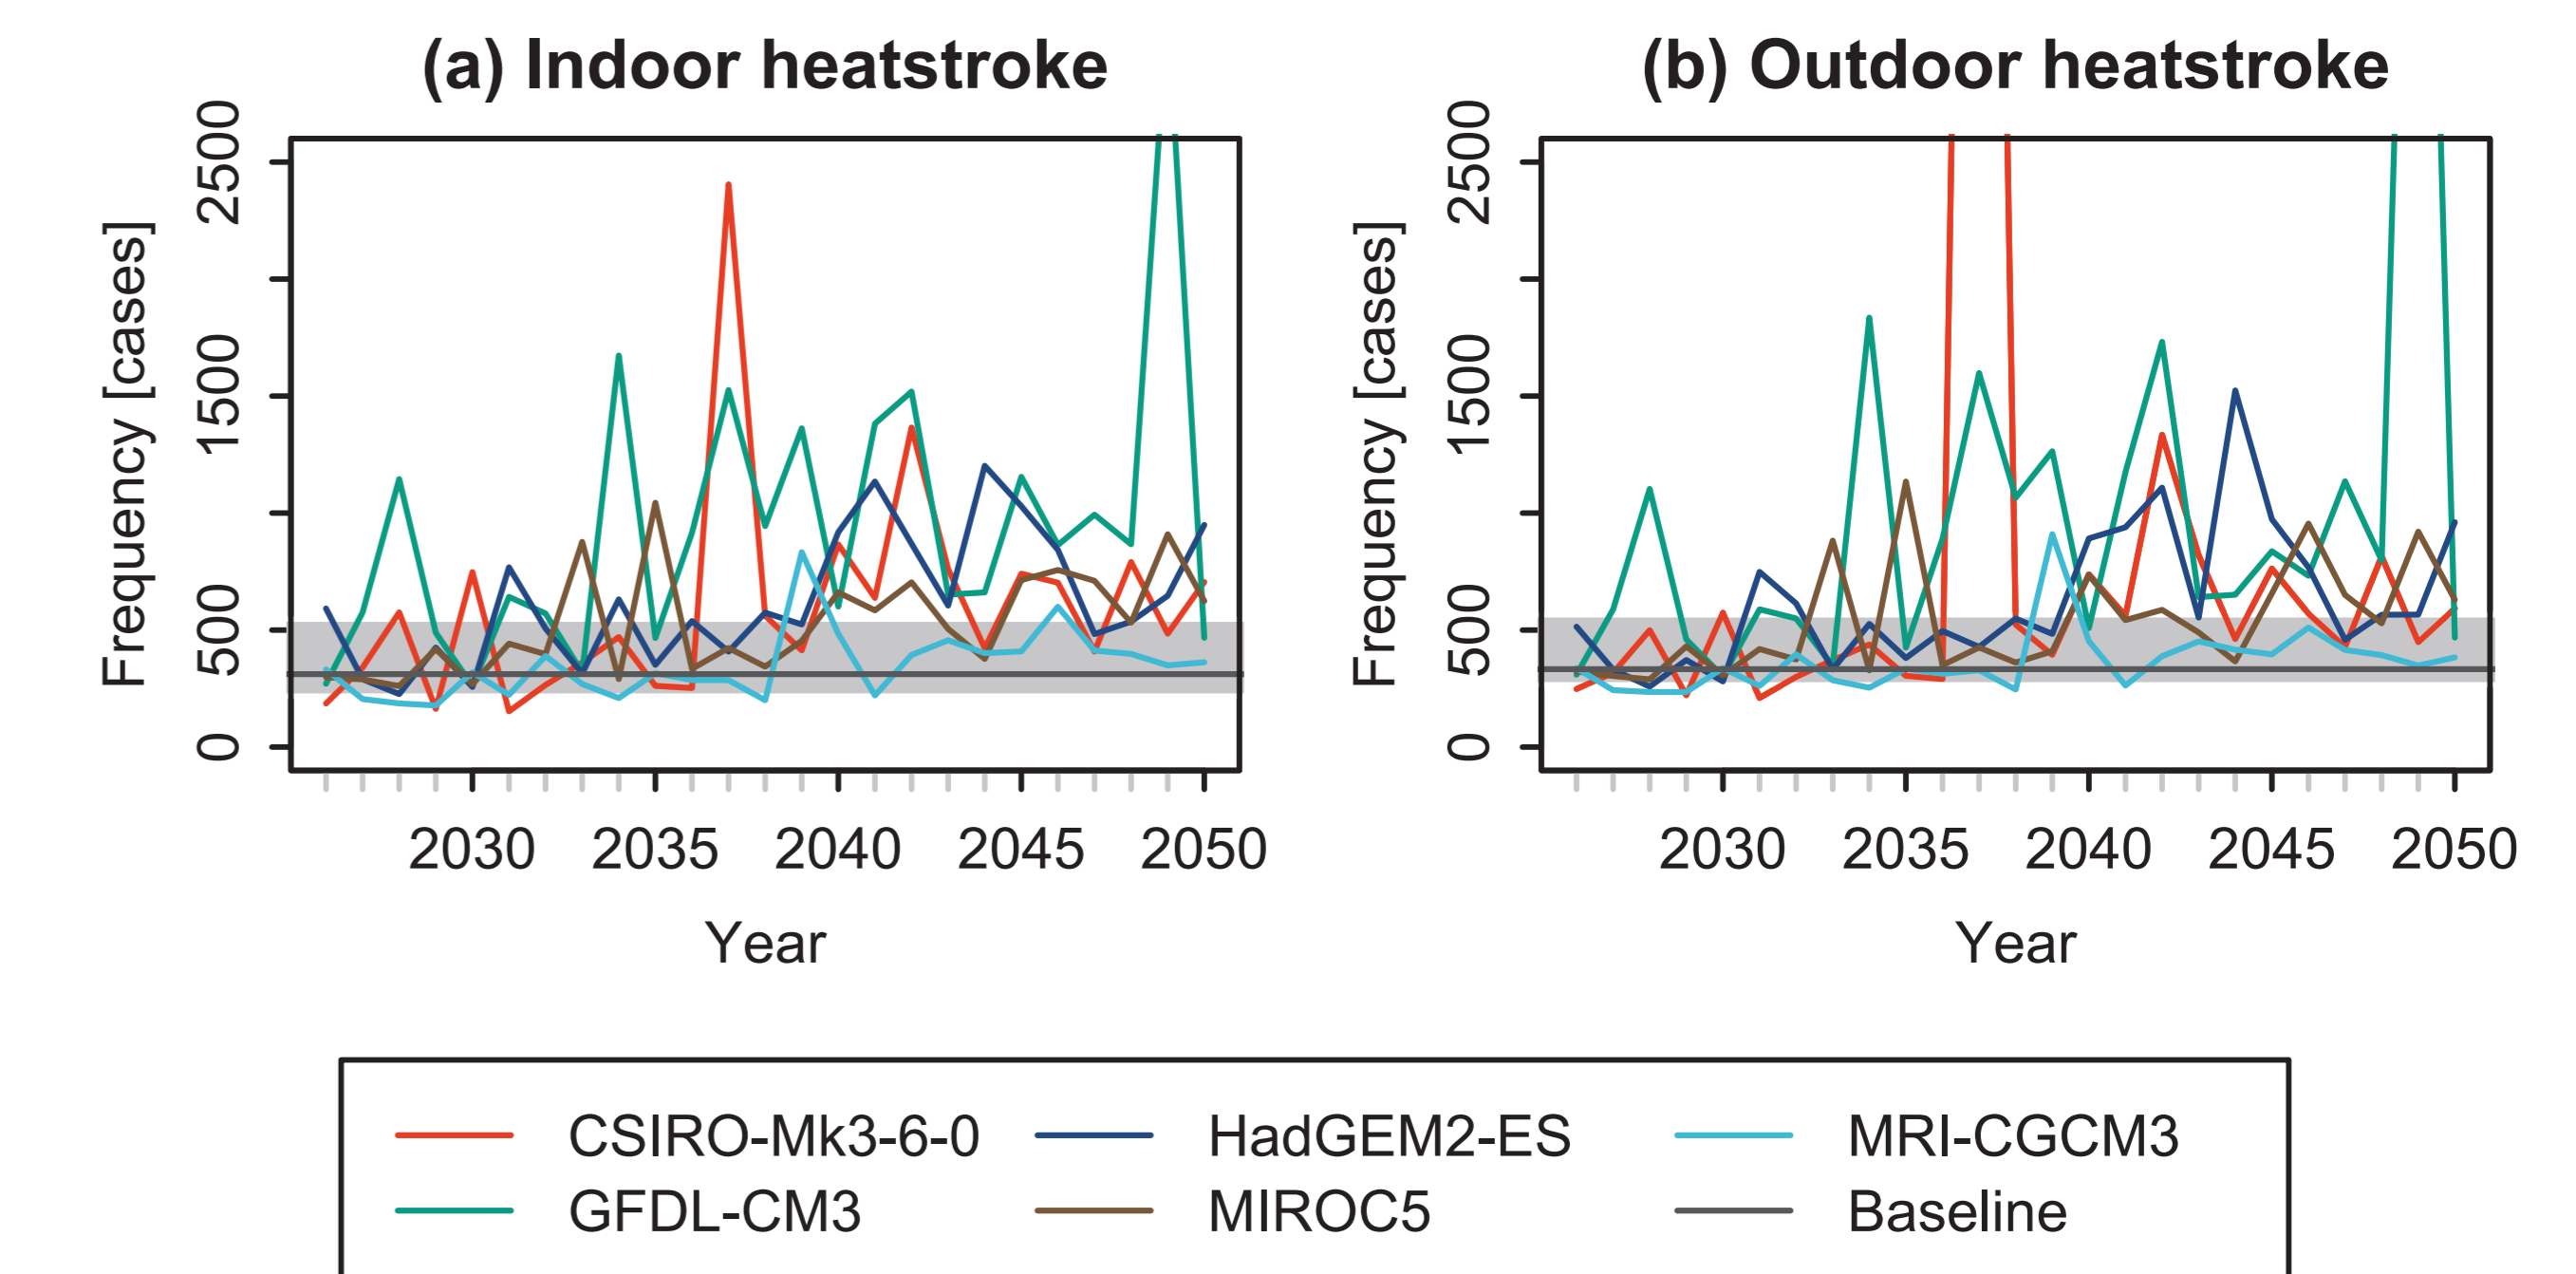 (a) Indoor heatstroke
Frequency [cases]
0 500 1500 2500
2030 2035 2040 2045 2050
Year
(b) Outdoor heatstroke
Frequency [cases]
0 500 1500 2500
2030 2035 2040 2045 2050
Year
CSIRO-Mk3-6-0 HadGEM2-ES MRI-CGCM3
GFDL-CM3 MIROC5 Baseline